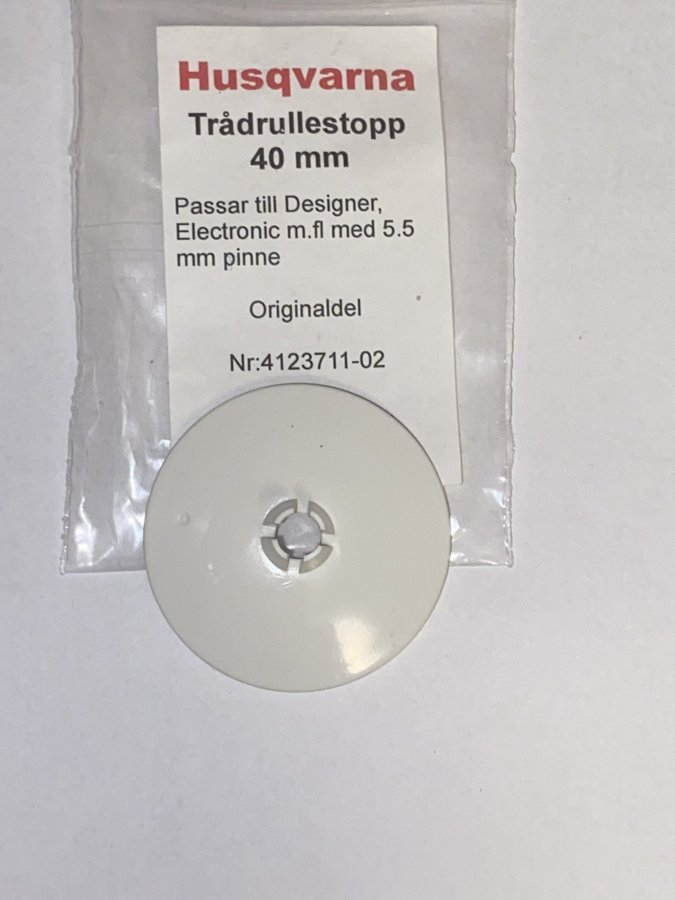 Husqvarna
Trådrullestopp
40 mm
Passar till Designer,
Electronic m.fl med 5.5
mm pinne
Originaldel
Nr:4123711-02